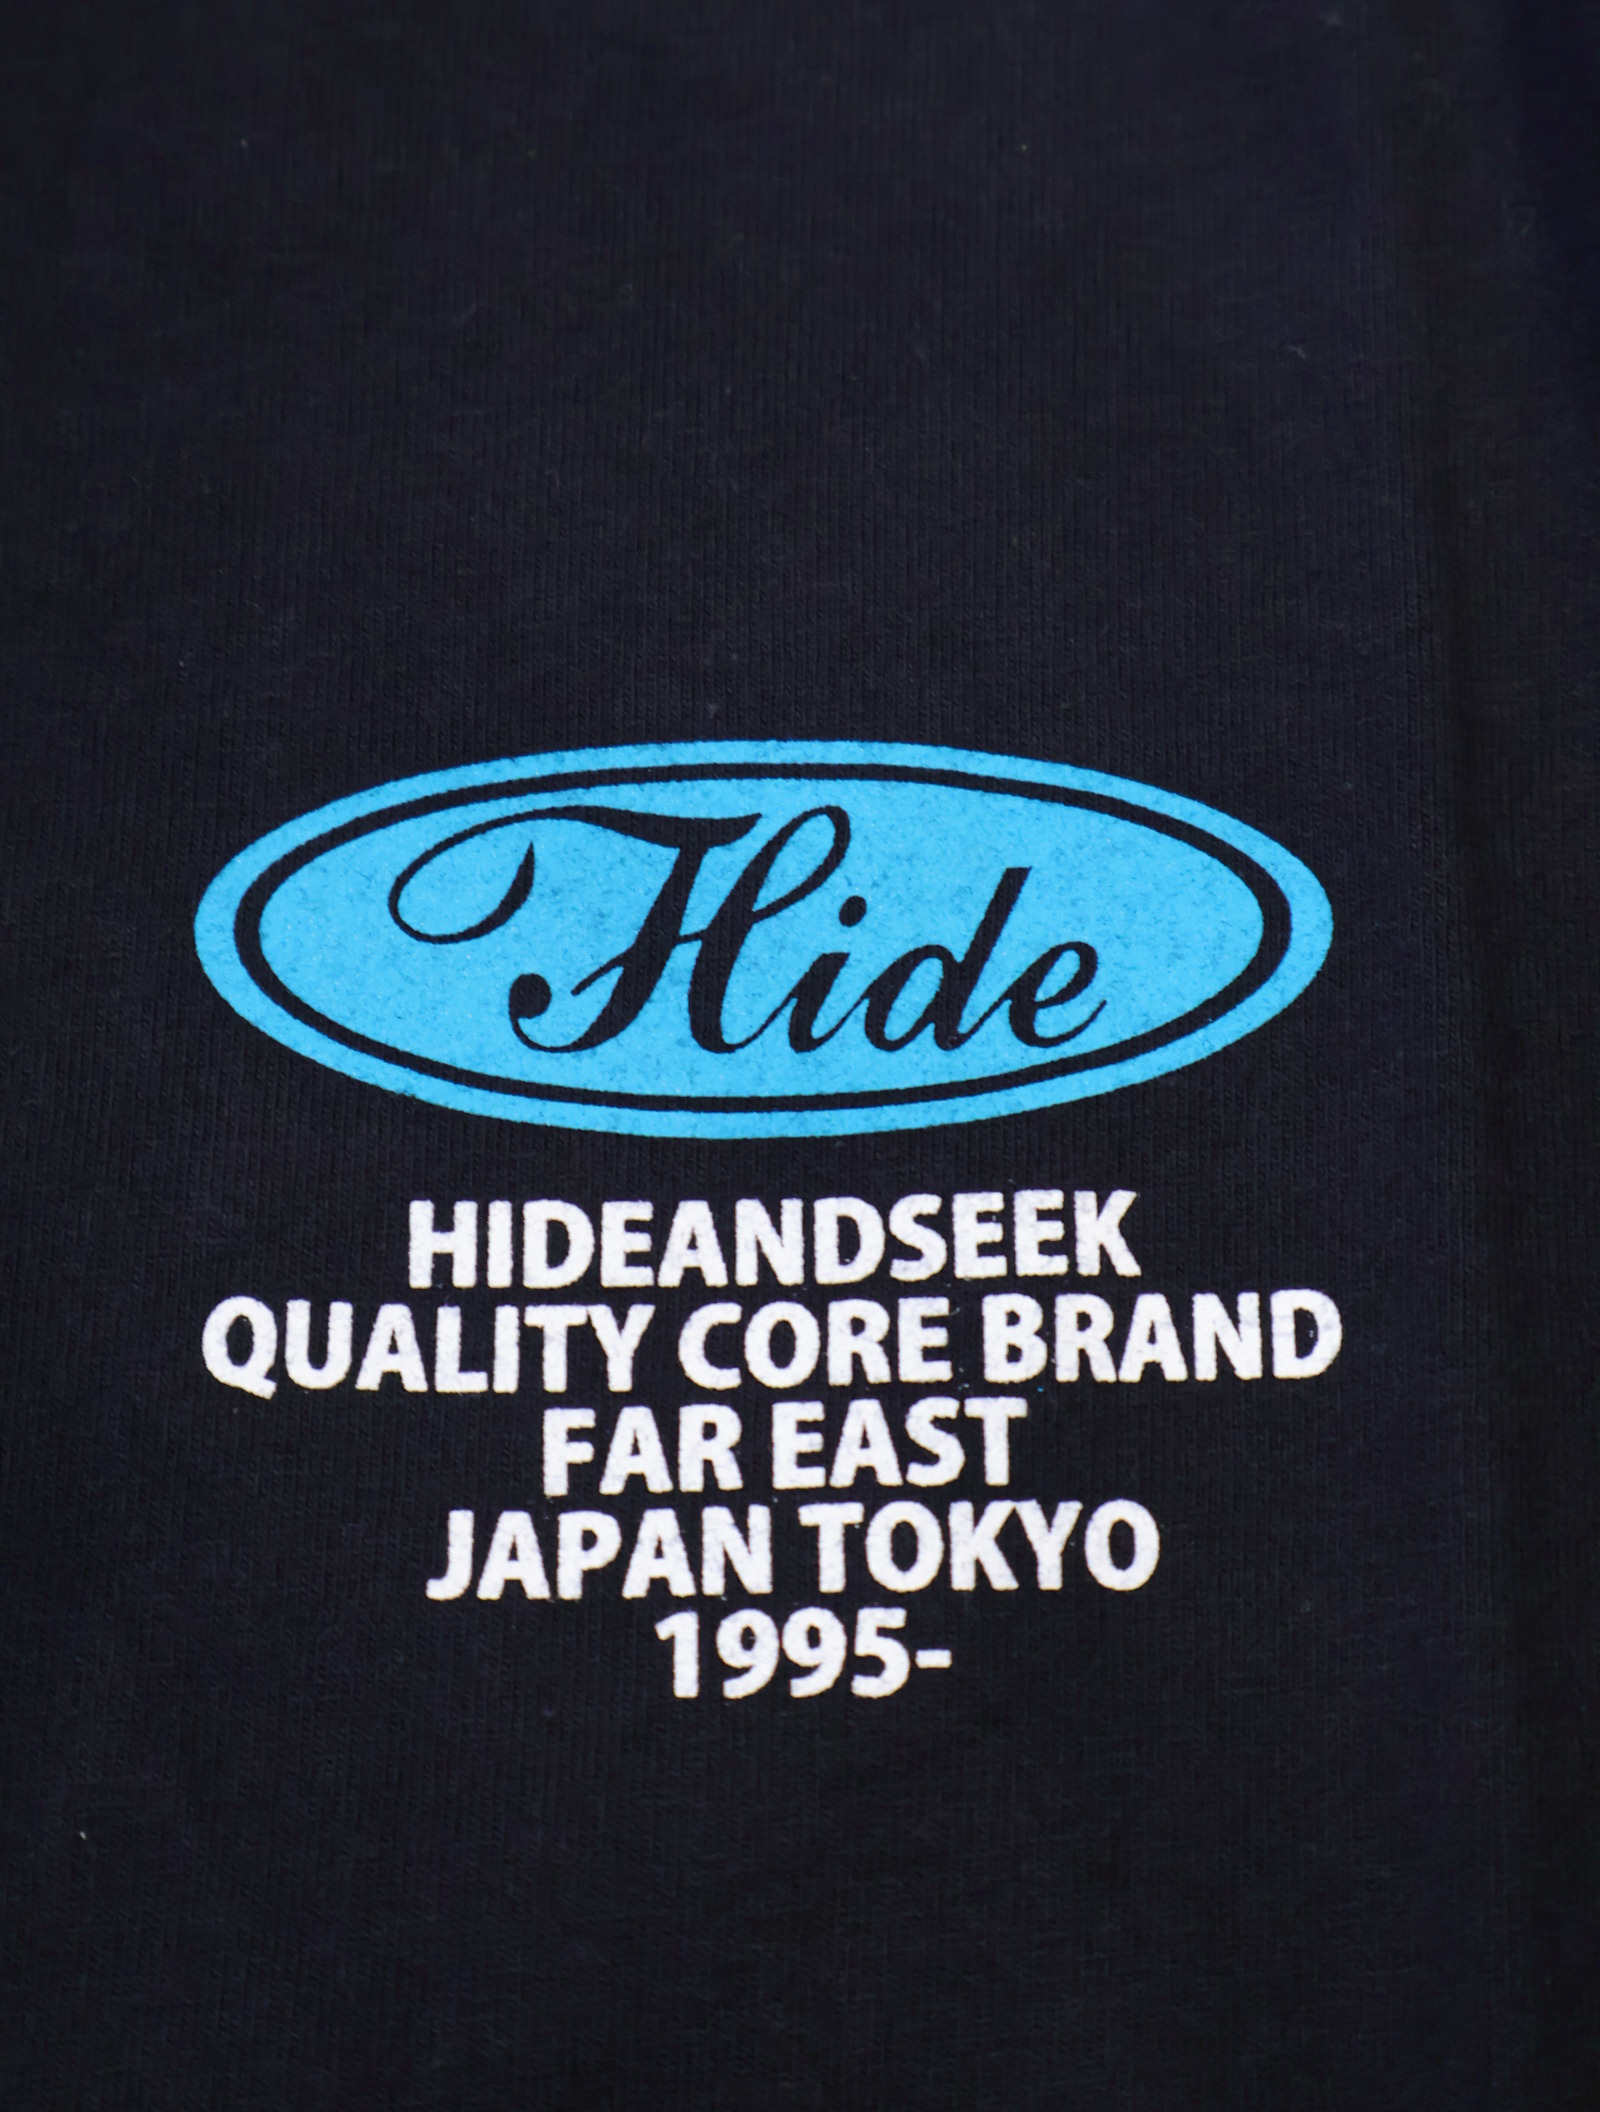 Hide
HIDEANDSEEK
QUALITY CORE BRAND
FAR EAST
JAPAN TOKYO
1995-